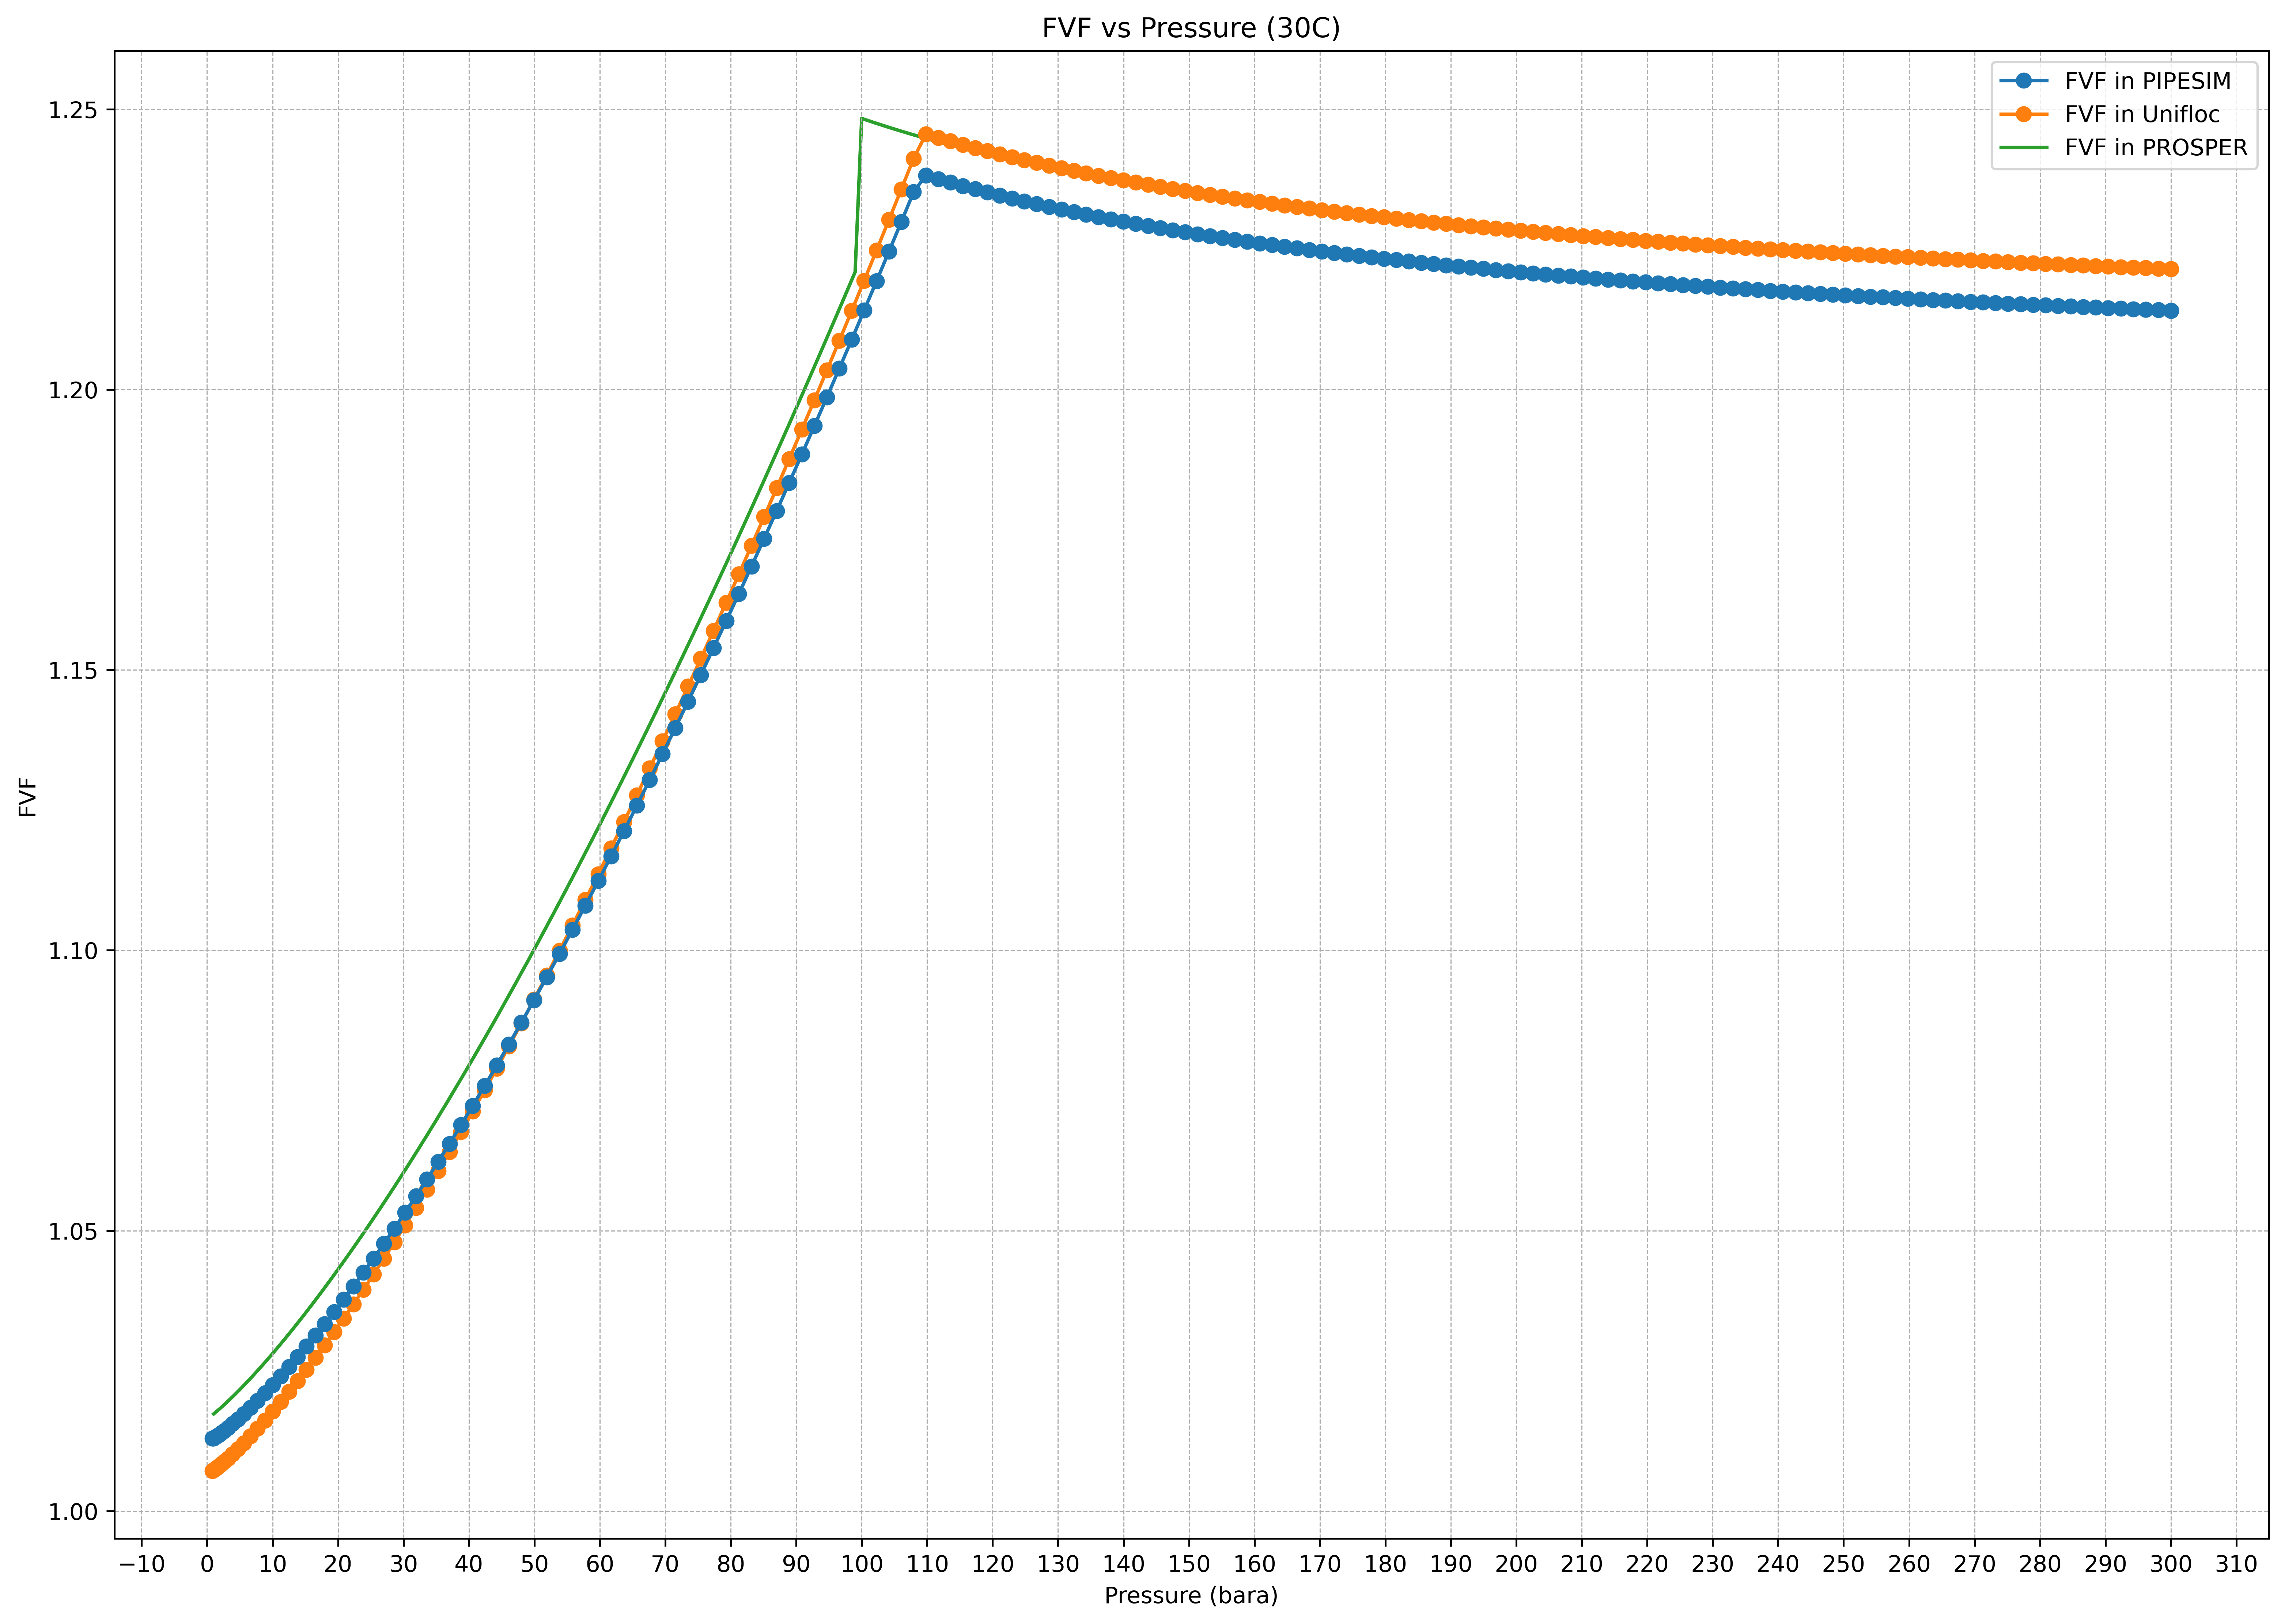 FVF vs Pressure (30C)
FVF in PIPESIM
FVF in Unifloc
FVF in PROSPER
1.25
1.20
1.15
1.10
1.05
1.00
FVF
−10 0 10 20 30 40 50 60 70 80 90 100 110 120 130 140 150 160 170 180 190 200 210 220 230 240 250 260 270 280 290 300 310
Pressure (bara)